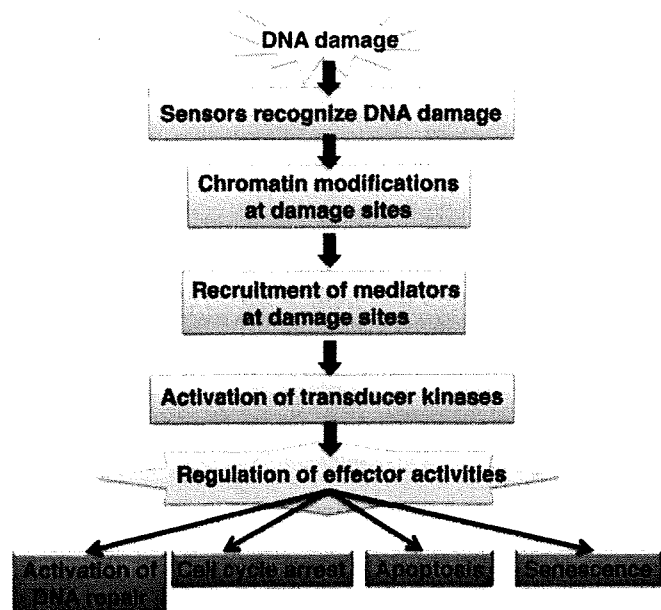 DNA damage
Sensors recognize DNA damage
Chromatin modifications
at damage sites
Recruitment of mediators
at damage sites
Activation of transducer kinases
Regulation of effector activities
Activation of
DNA repair
Cell cycle arrest
Apoptosis
Senescence